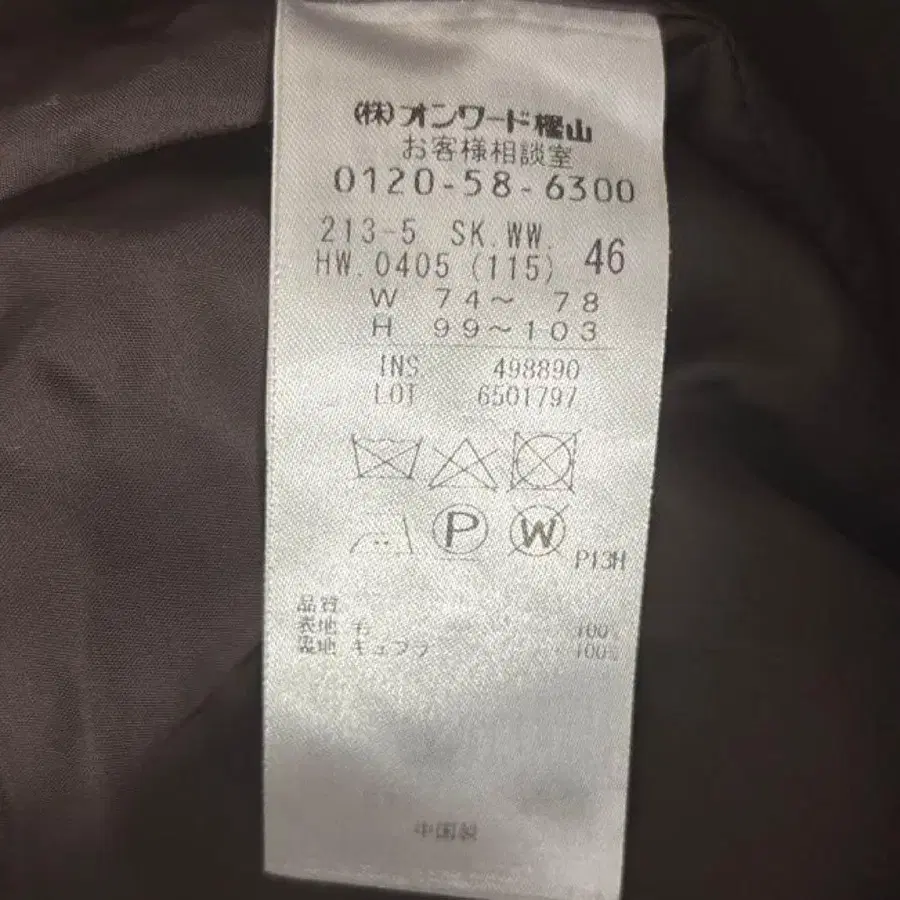 (株)オンワード樫山
お客様相談室
0120-58-6300
213-5 SK.WW.
HW.0405 (115) 46
W 74～ 78
H 99～103
INS 498890
LOT 6501797
P
W
P13H
品質
表地 毛 100%
裏地 キュプラ 100%
中国製